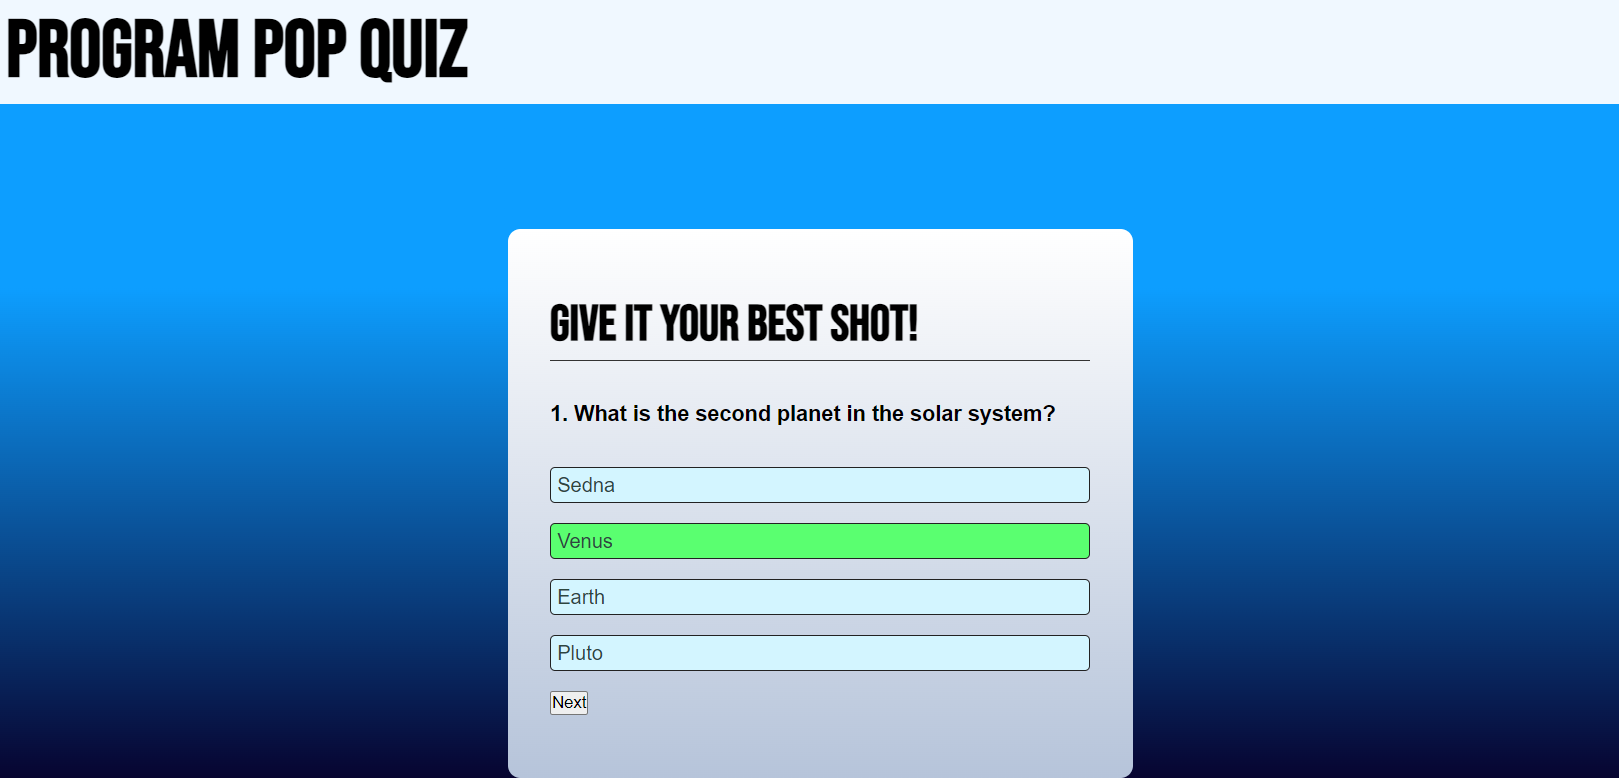 PROGRAM POP QUIZ
GIVE IT YOUR BEST SHOT!
1. What is the second planet in the solar system?
Sedna
Venus
Earth
Pluto
Next